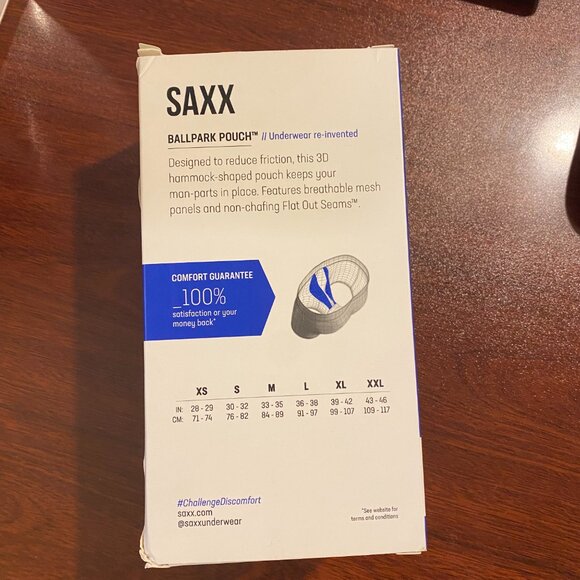 SAXX
BALLPARK POUCH™ // Underwear re-invented
Designed to reduce friction, this 3D
hammock-shaped pouch keeps your
man-parts in place. Features breathable mesh
panels and non-chafing Flat Out Seams™.
COMFORT GUARANTEE
_100%
satisfaction or your
money back*
XS S M L XL XXL
IN: 28 - 29 30 - 32 33 - 35 36 - 38 39 - 42 43 - 46
CM: 71 - 74 76 - 82 84 - 89 91 - 97 99 - 107 109 - 117
#ChallengeDiscomfort
saxx.com
@saxxunderwear
*See website for
terms and conditions